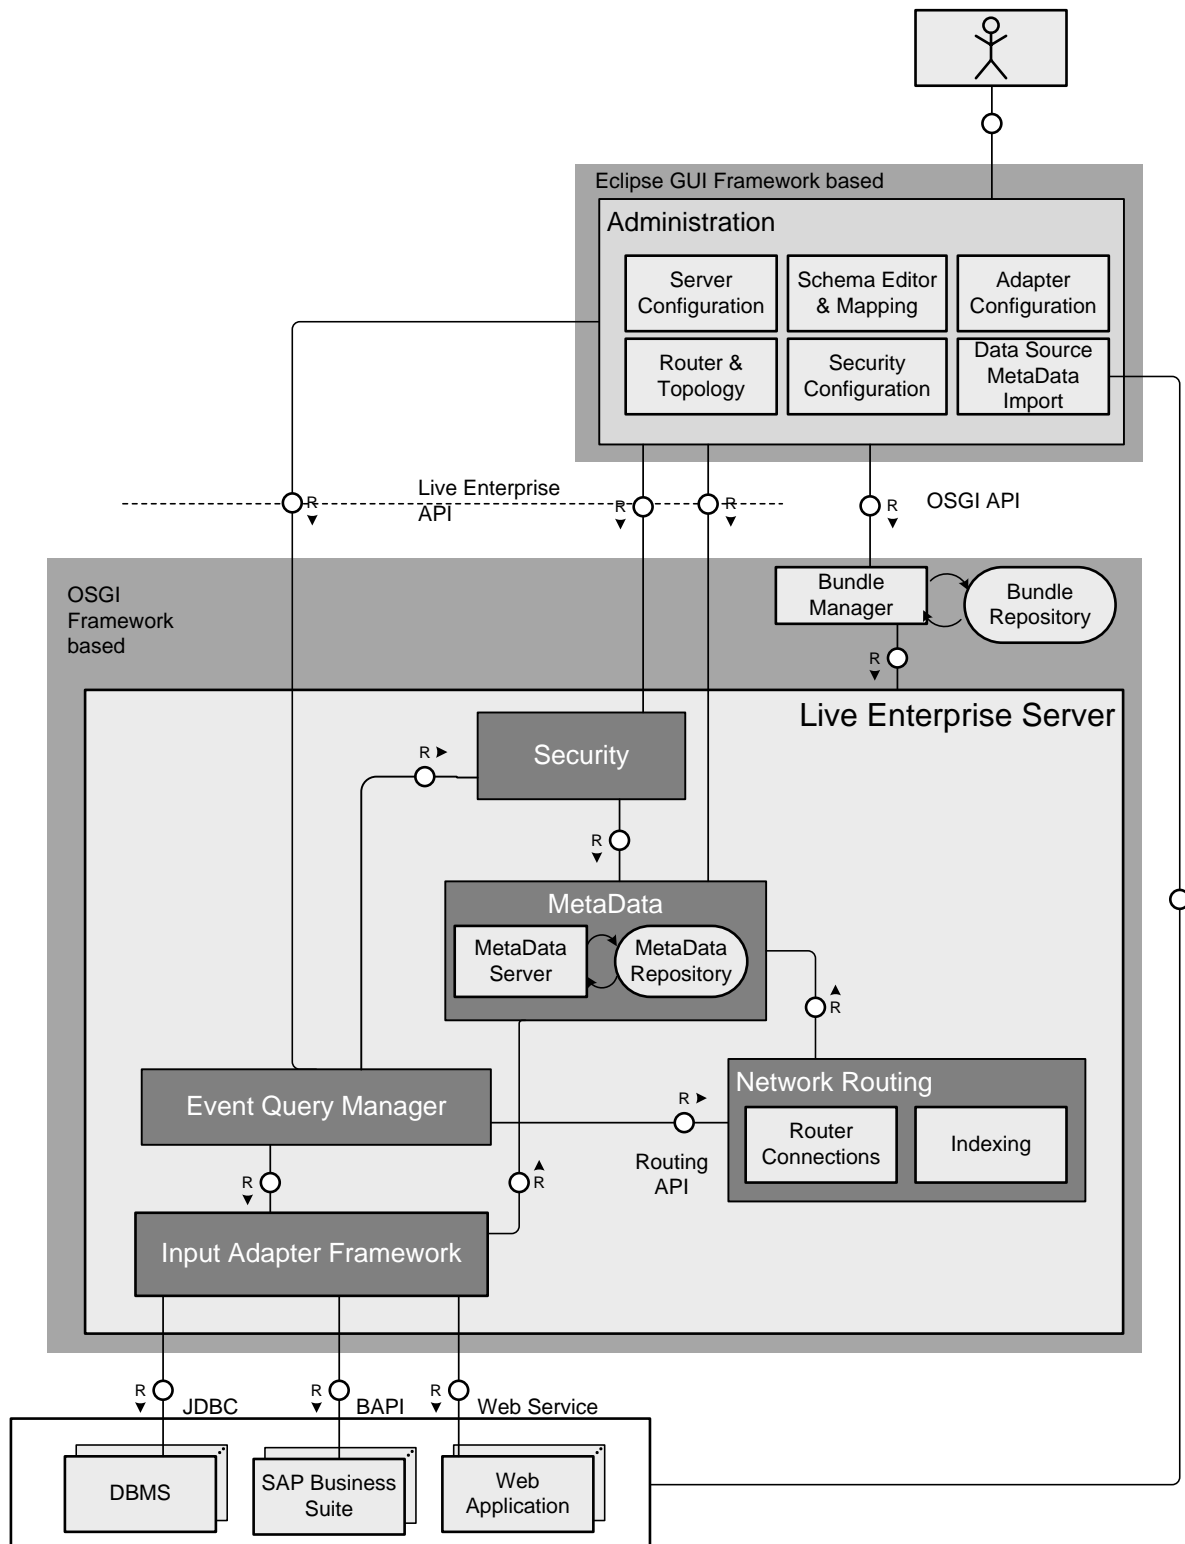 Eclipse GUI Framework based
Administration
Server
Configuration
Schema Editor
& Mapping
Adapter
Configuration
Router &
Topology
Security
Configuration
Data Source
MetaData
Import
Live Enterprise
API
R
R
R
R
OSGI API
OSGI
Framework
based
Bundle
Manager
Bundle
Repository
R
Live Enterprise Server
Security
R
R
MetaData
MetaData
Server
MetaData
Repository
R
Network Routing
Router
Connections
Indexing
Event Query Manager
R
Routing
API
R
R
Input Adapter Framework
R
JDBC
R
BAPI
R
Web Service
DBMS
SAP Business
Suite
Web
Application